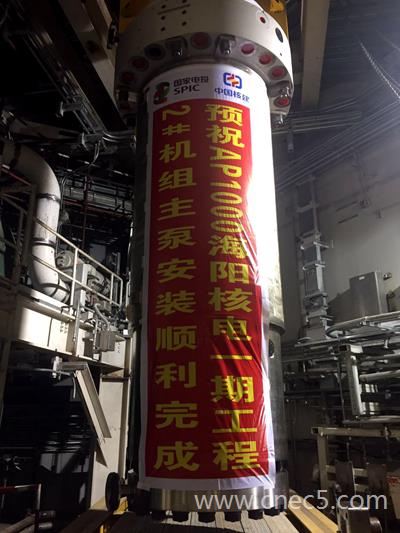 国家电投
SPIC
中国核建
预祝AP1000海阳核电一期工程
2#机组主泵安装顺利完成
www.cnec5.com